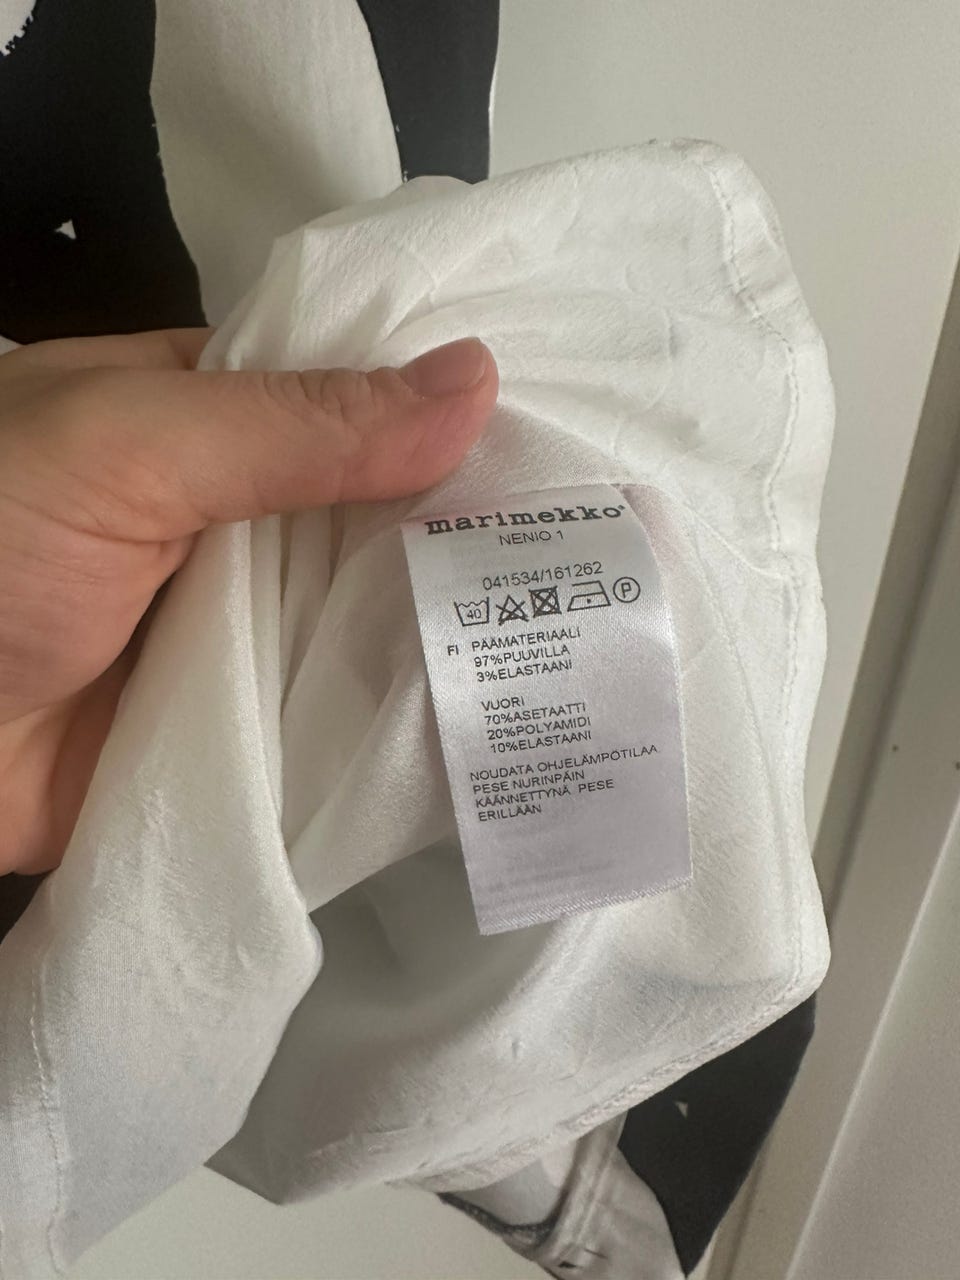 marimekko®
NENIO 1
041534/161262
40 P
FI PÄÄMATERIAALI
97%PUUVILLA
3%ELASTAANI
VUORI
70%ASETAATTI
20%POLYAMIDI
10%ELASTAANI
NOUDATA OHJELÄMPÖTILAA
PESE NURINPÄIN
KÄÄNNETTYNÄ PESE
ERILLÄÄN